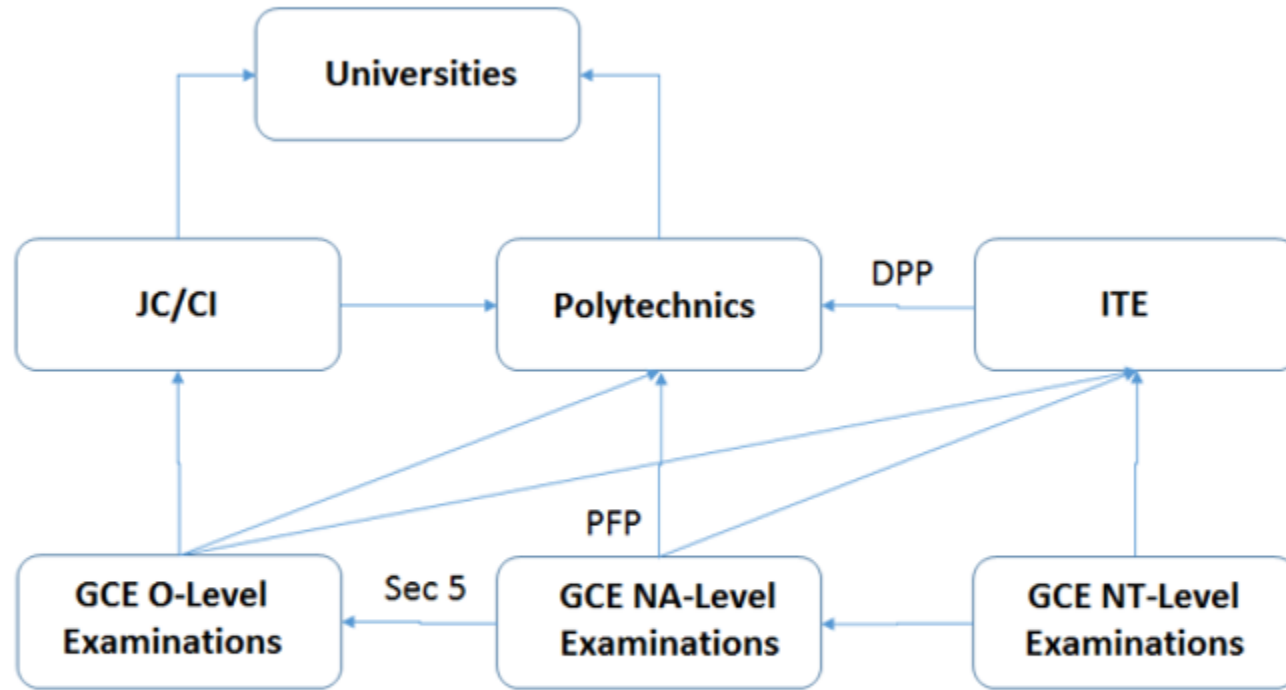 Universities
JC/CI
Polytechnics
DPP
ITE
PFP
GCE O-Level
Examinations
Sec 5
GCE NA-Level
Examinations
GCE NT-Level
Examinations